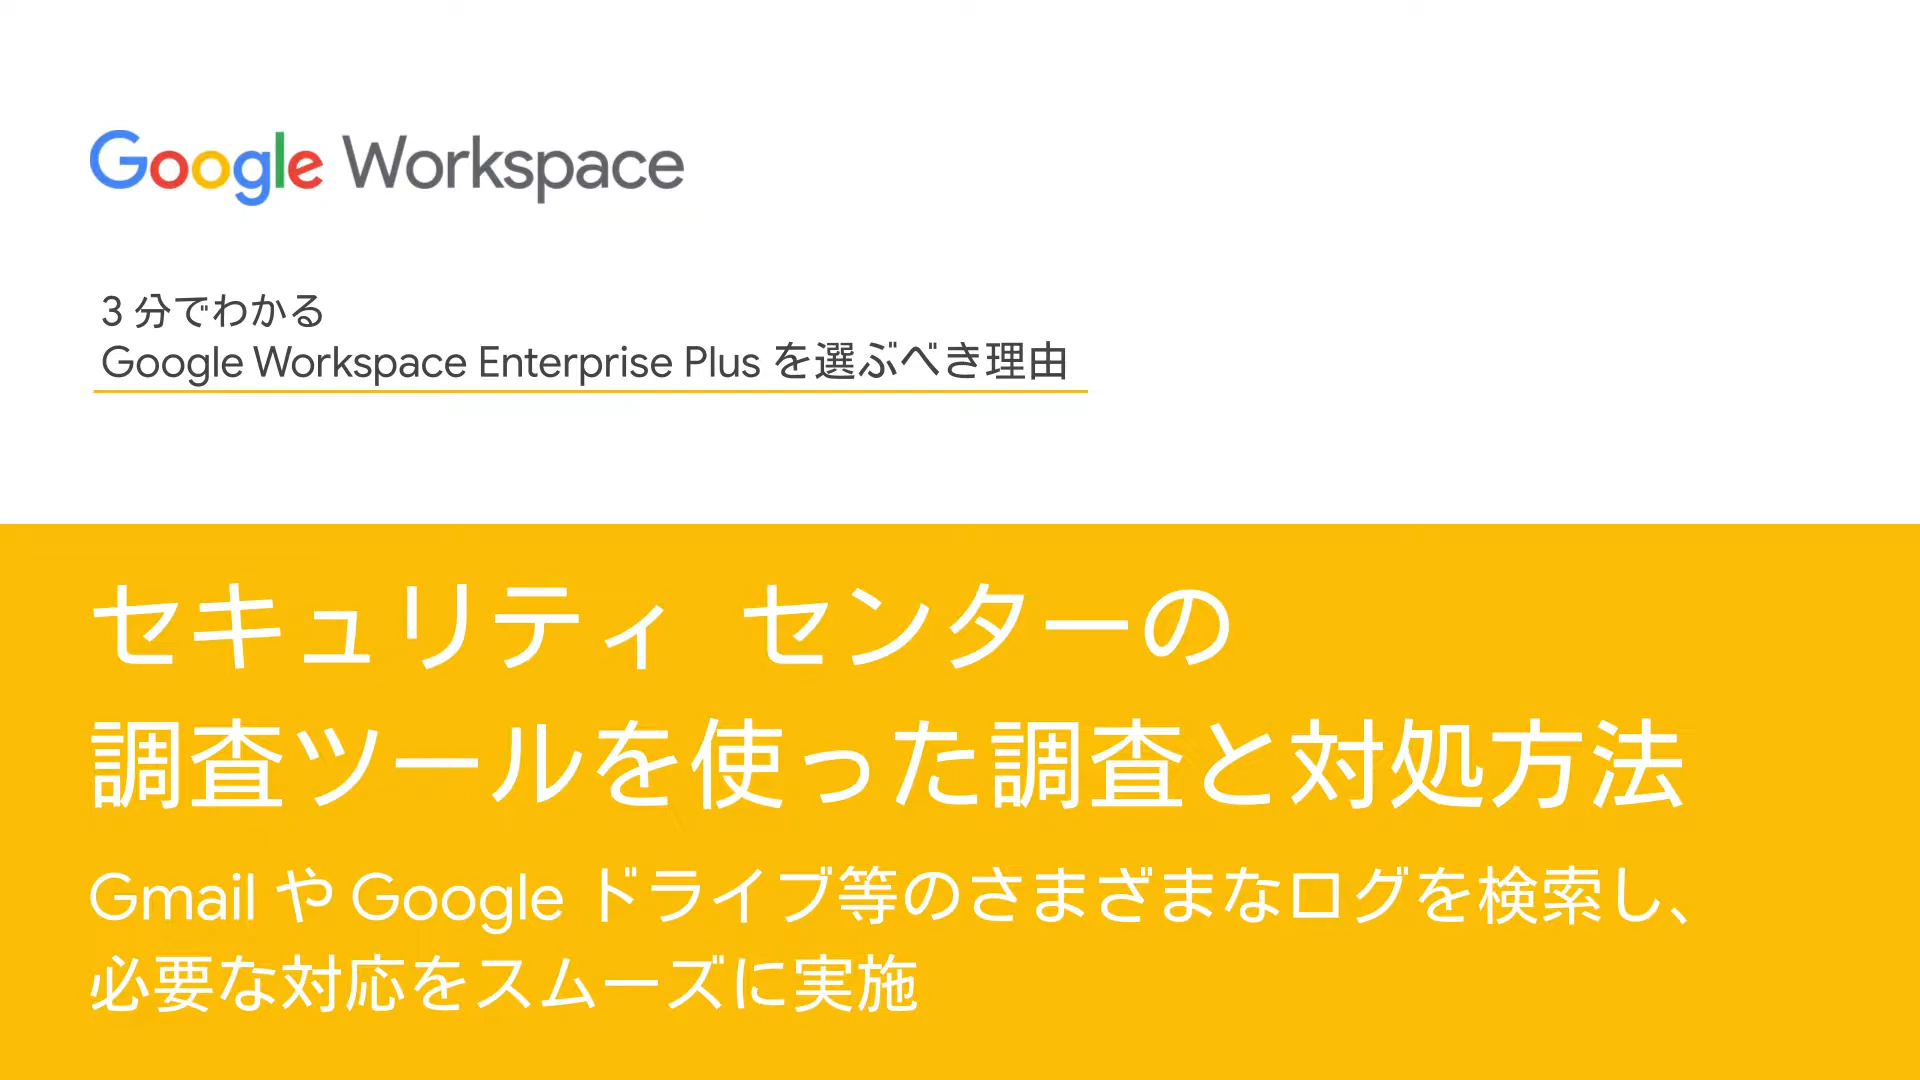 Google Workspace
3 分でわかる
Google Workspace Enterprise Plus を選ぶべき理由
セキュリティ センターの
調査ツールを使った調査と対処方法
Gmail や Google ドライブ等のさまざまなログを検索し、
必要な対応をスムーズに実施